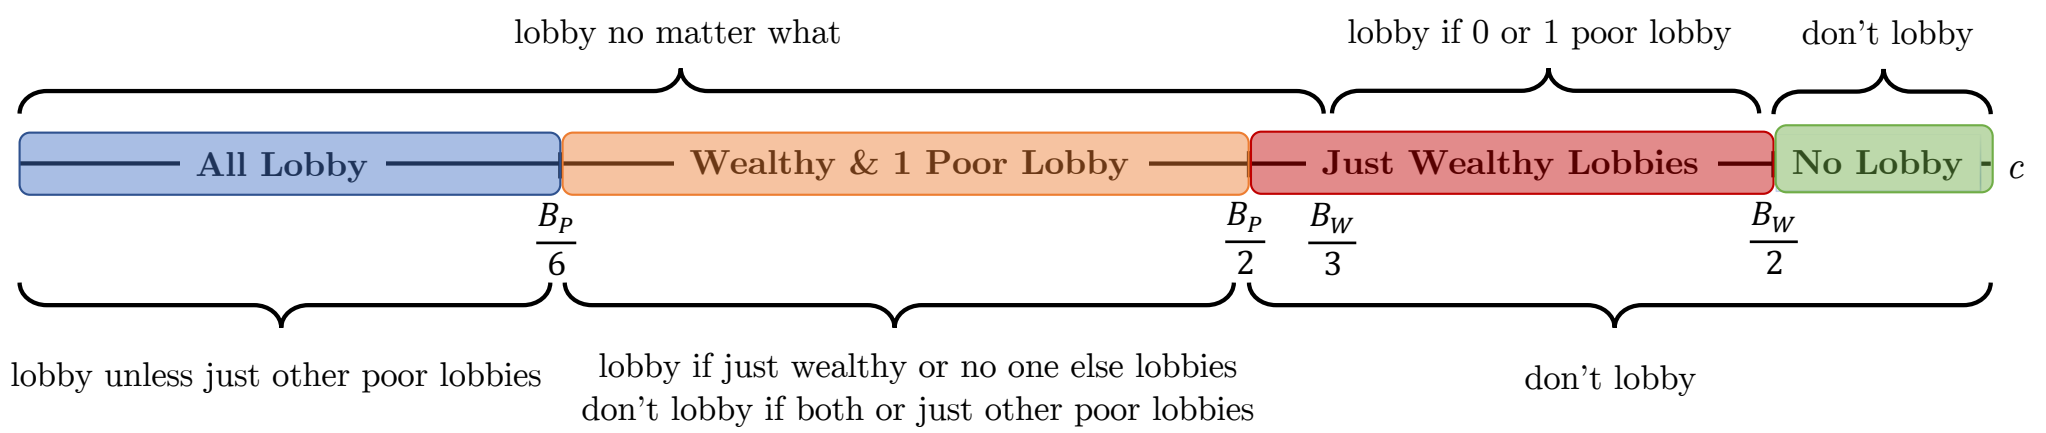 lobby no matter what
lobby if 0 or 1 poor lobby
don't lobby
All Lobby
Wealthy & 1 Poor Lobby
Just Wealthy Lobbies
No Lobby
c
B_P/6
B_P/2
B_W/3
B_W/2
lobby unless just other poor lobbies
lobby if just wealthy or no one else lobbies
don't lobby if both or just other poor lobbies
don't lobby